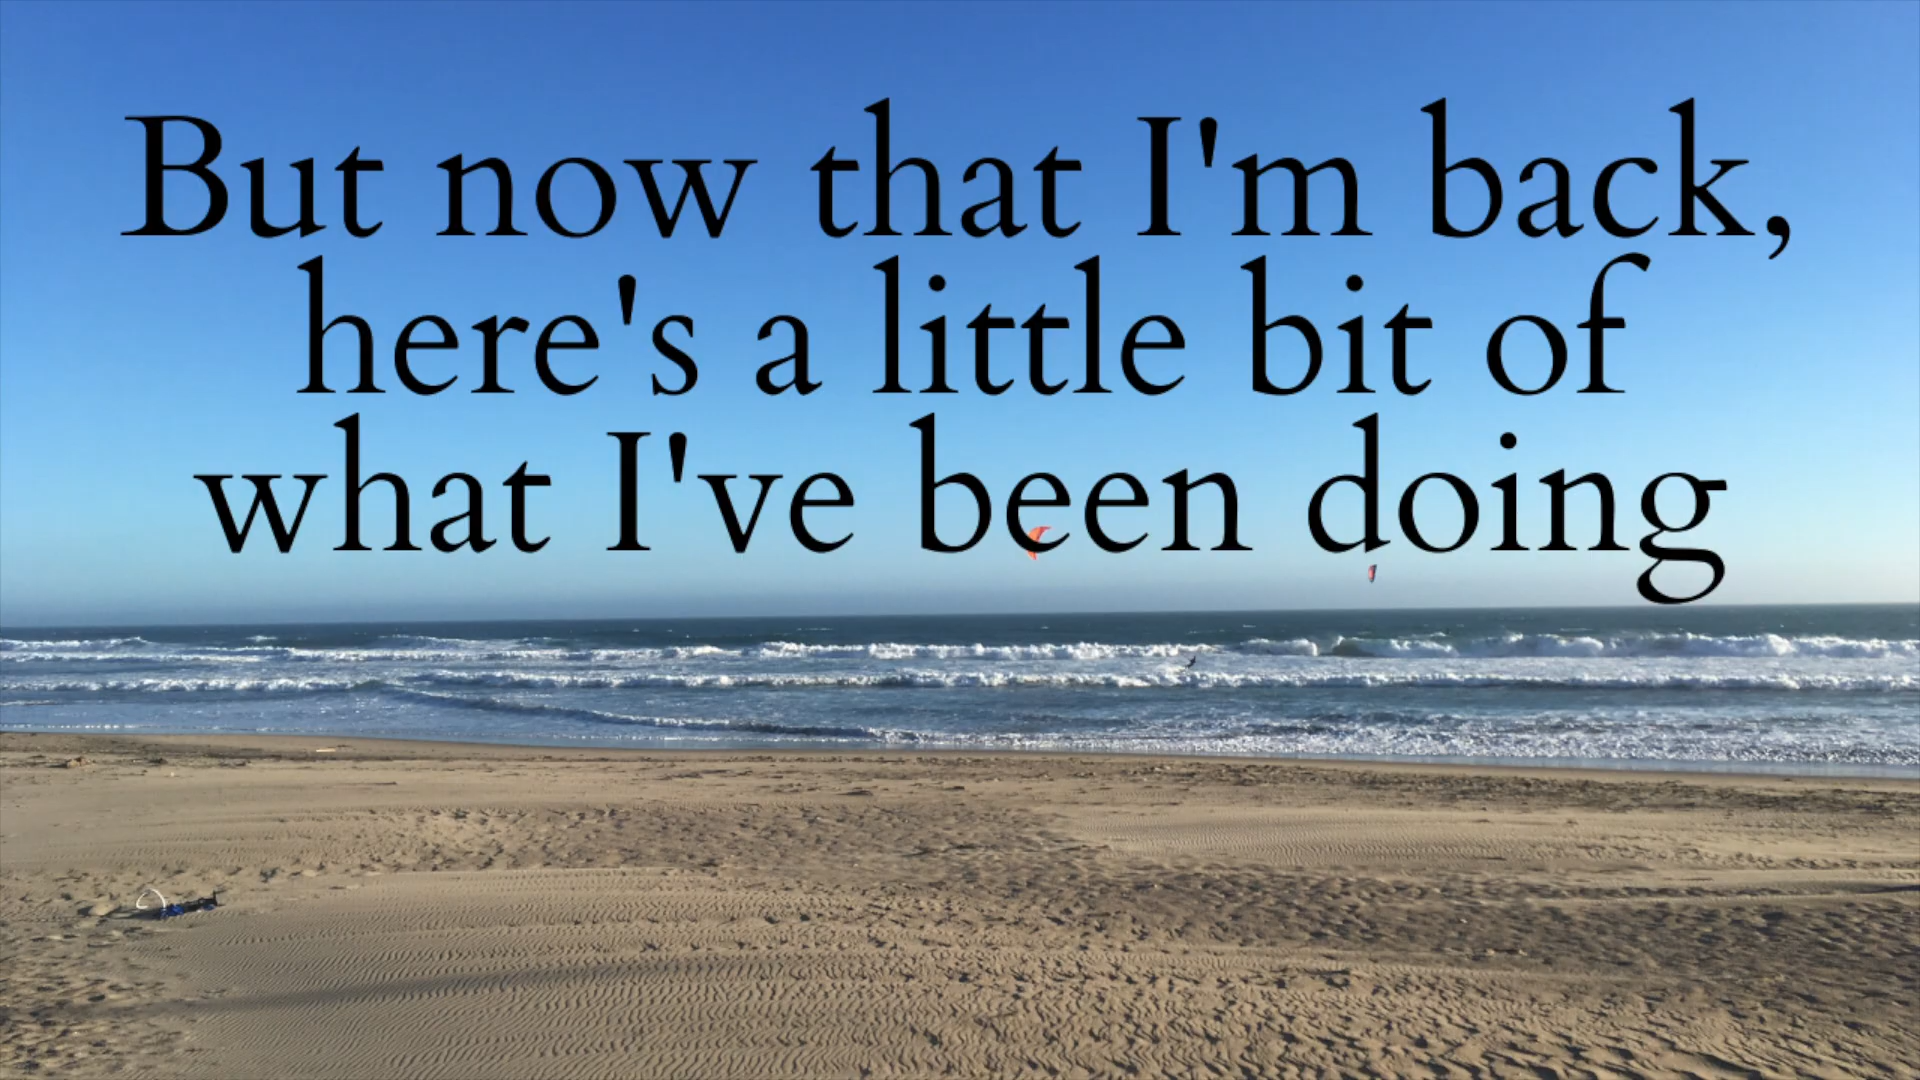 But now that I'm back,
here's a little bit of
what I've been doing